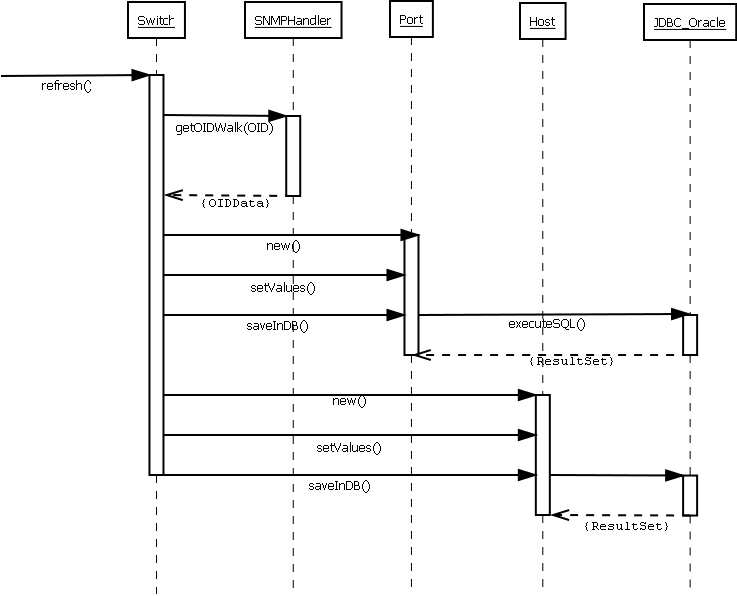 Switch
SNMPHandler
Port
Host
JDBC_Oracle
refresh()
getOIDWalk(OID)
{OIDData}
new()
setValues()
saveInDB()
executeSQL()
{ResultSet}
new()
setValues()
saveInDB()
{ResultSet}